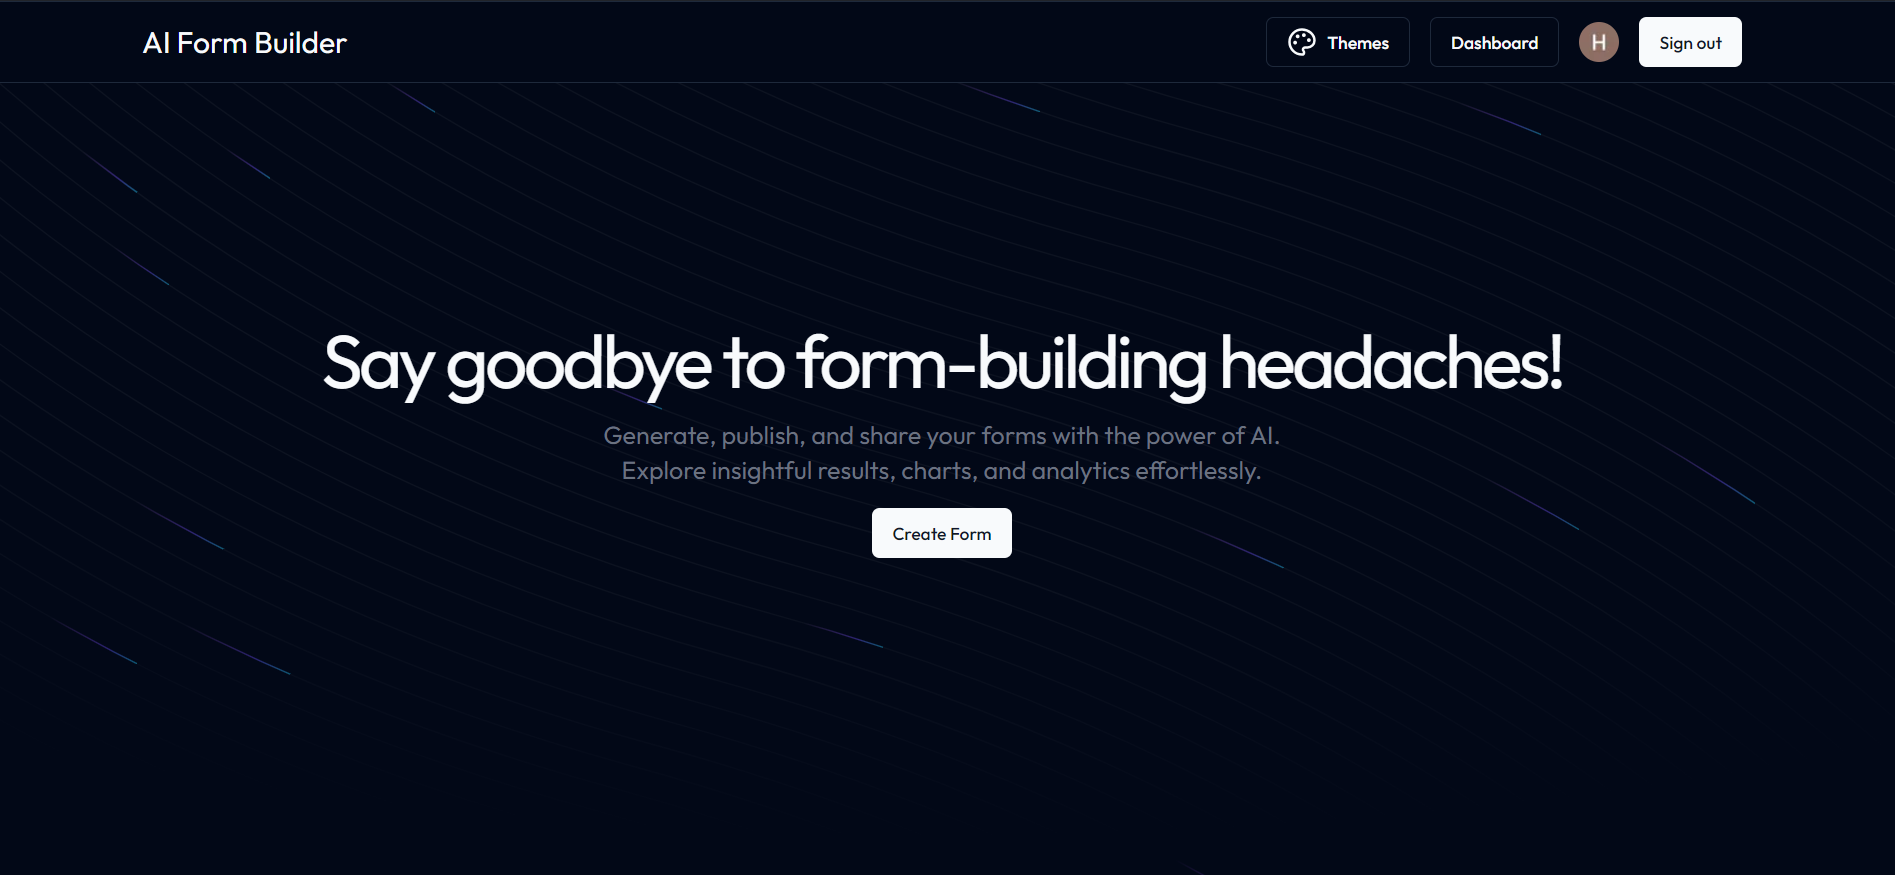 AI Form Builder
Themes
Dashboard
H
Sign out
Say goodbye to form-building headaches!
Generate, publish, and share your forms with the power of AI.
Explore insightful results, charts, and analytics effortlessly.
Create Form